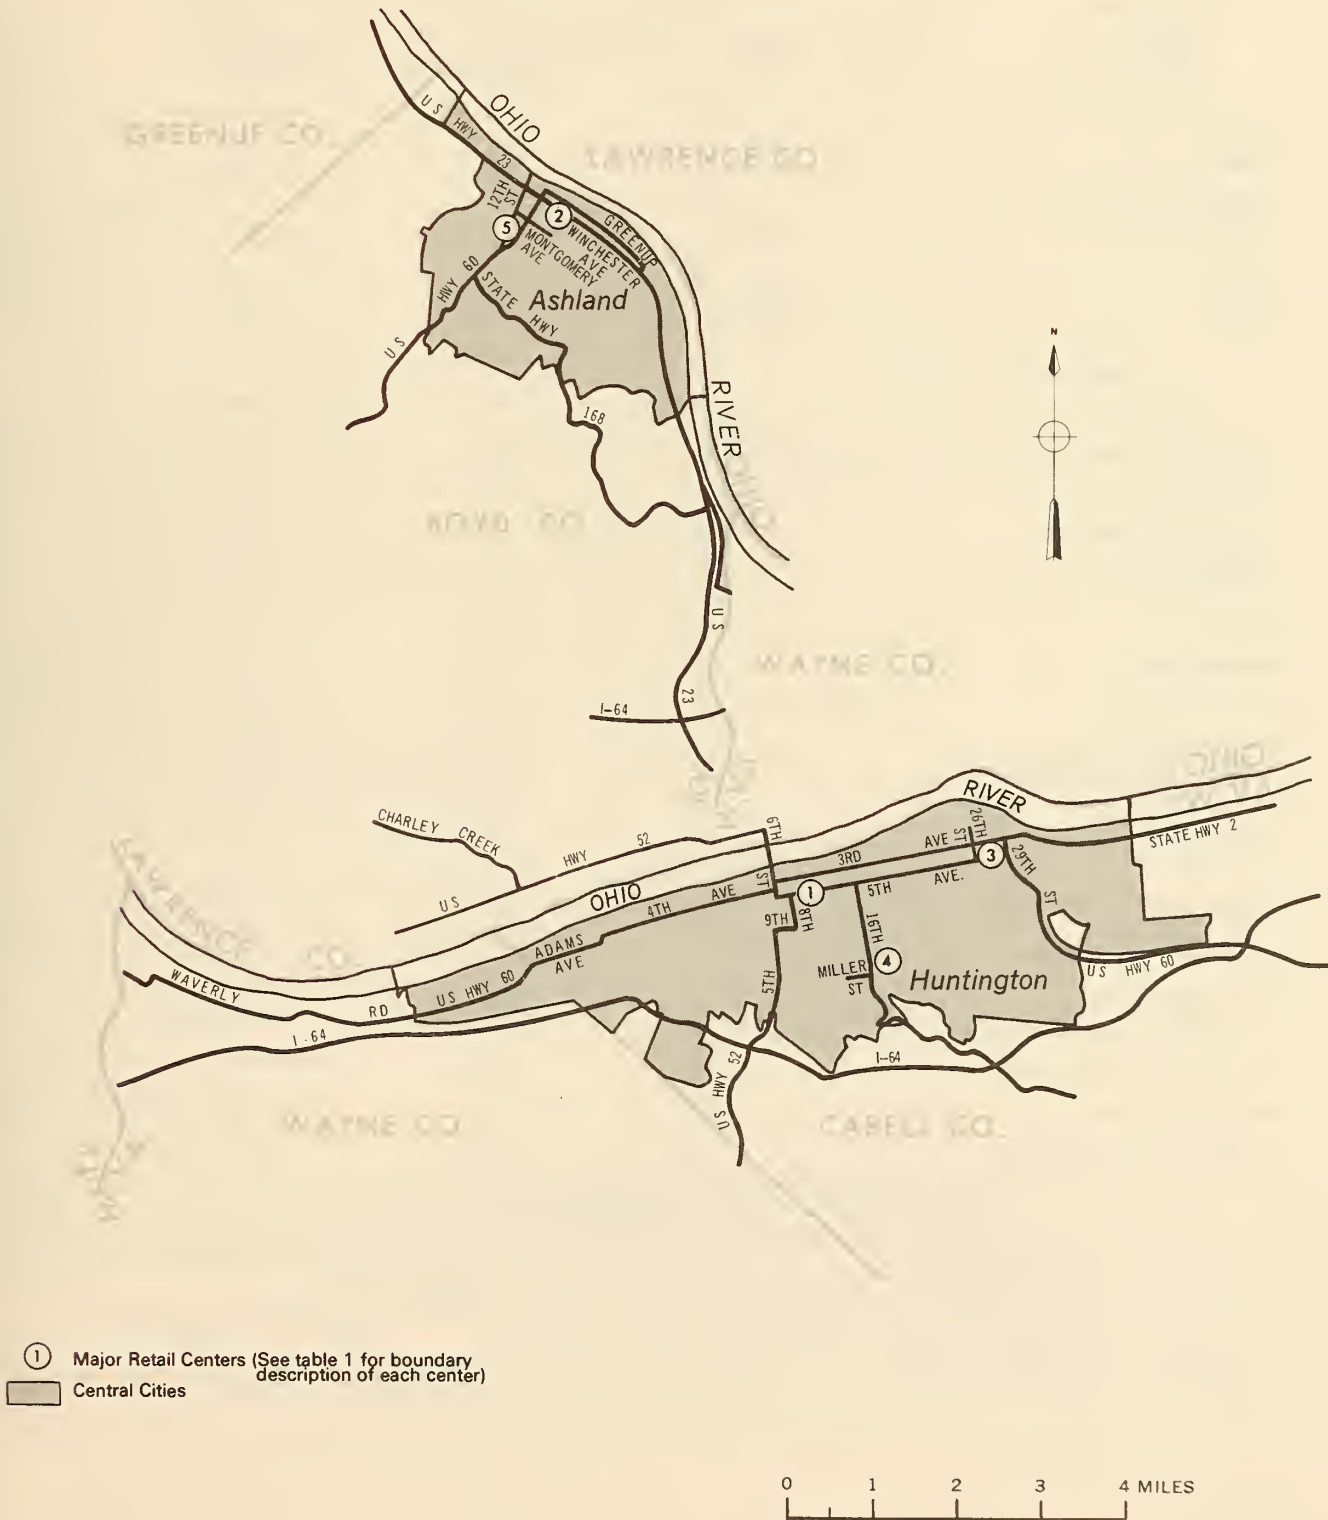 OHIO
US HWY 23
GREENUP CO.
LAWRENCE CO.
12TH ST
2
GREENUP
5
WINCHESTER AVE
MONTGOMERY AVE
US HWY 60
STATE HWY 168
Ashland
N
RIVER
OHIO
BOYD CO.
US 23
WAYNE CO.
I-64
OHIO
W. VA.
RIVER
CHARLEY CREEK
US HWY 52
6TH ST
26TH ST
STATE HWY 2
3RD AVE
3
29TH ST
OHIO
4TH AVE
1
5TH AVE.
LAWRENCE CO.
9TH
8TH
16TH
ADAMS AVE
4
WAVERLY RD
US HWY 60
5TH
MILLER ST
Huntington
US HWY 60
I-64
I-64
US HWY 52
WAYNE CO.
CABELL CO.
1 Major Retail Centers (See table 1 for boundary
description of each center)
Central Cities
0 1 2 3 4 MILES